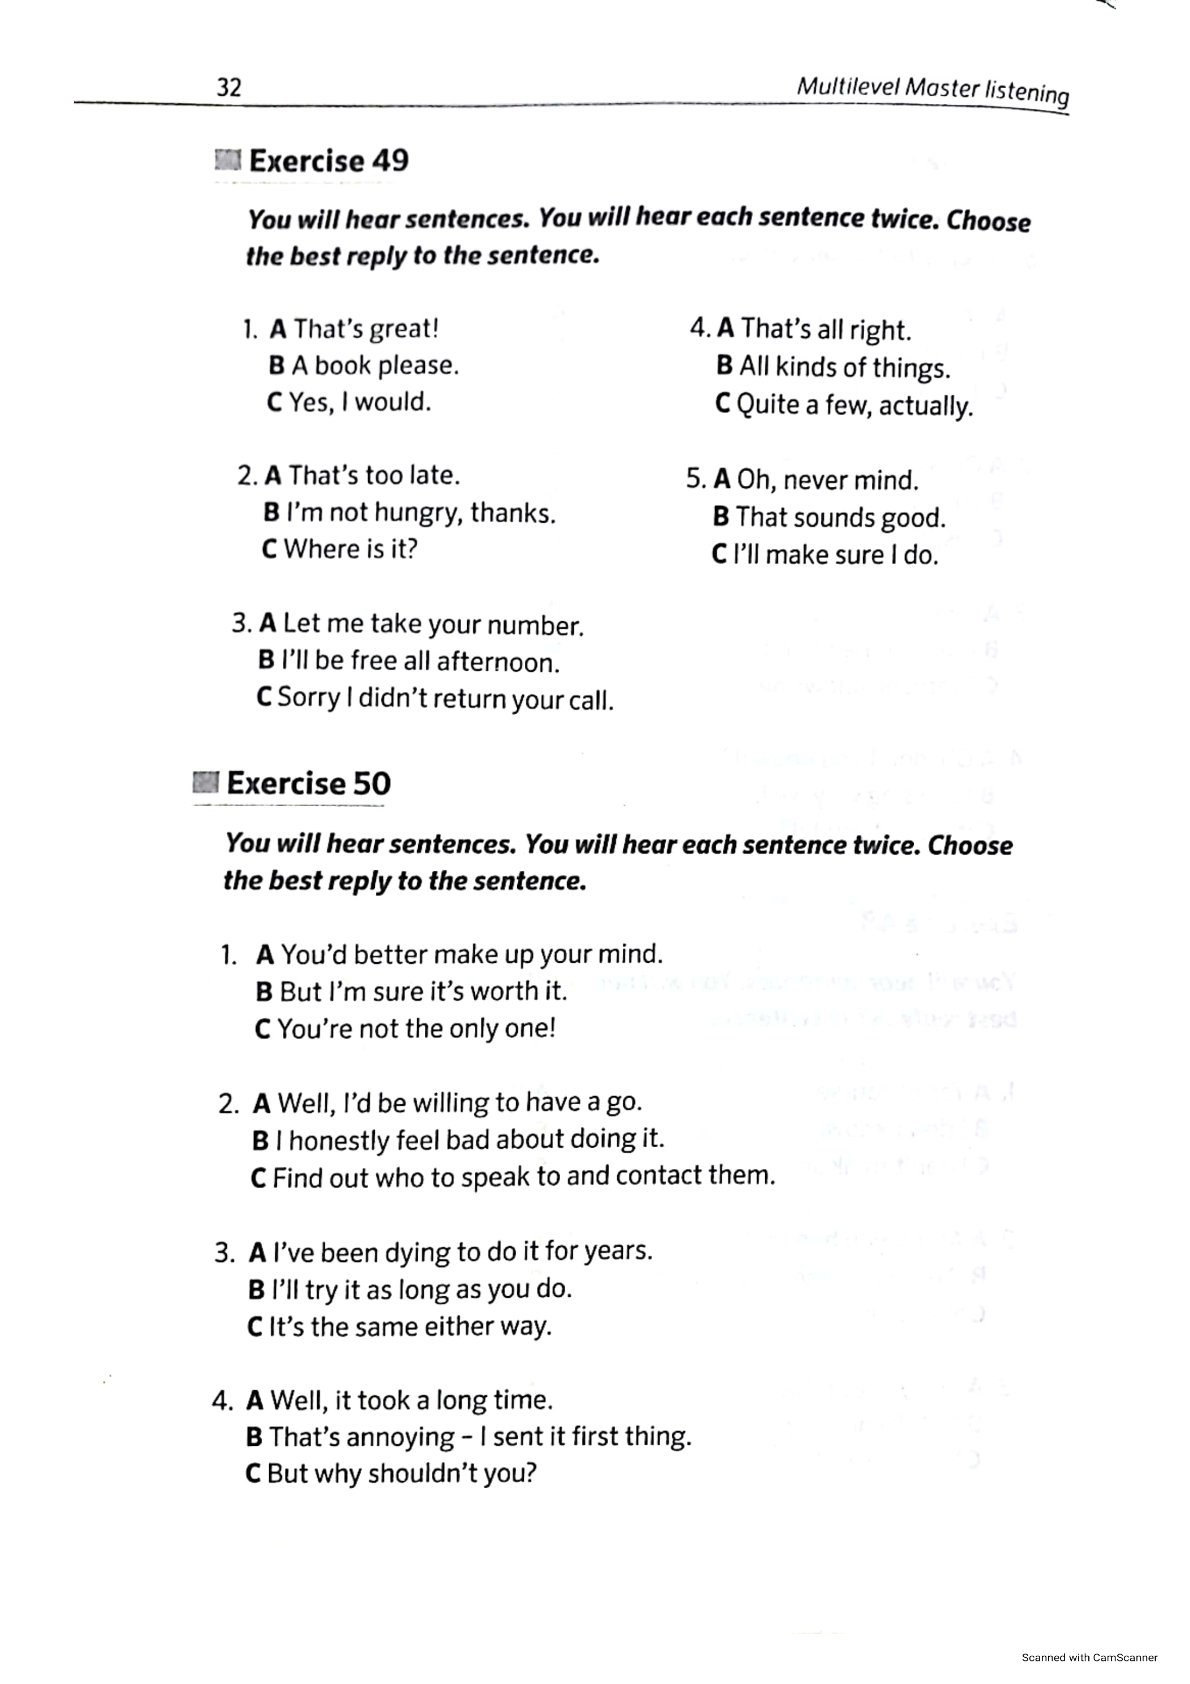 32
Multilevel Master listening
Exercise 49
You will hear sentences. You will hear each sentence twice. Choose
the best reply to the sentence.
1. A That's great!
B A book please.
C Yes, I would.
2. A That's too late.
B I'm not hungry, thanks.
C Where is it?
3. A Let me take your number.
B I'll be free all afternoon.
C Sorry I didn't return your call.
4. A That's all right.
B All kinds of things.
C Quite a few, actually.
5. A Oh, never mind.
B That sounds good.
C I'll make sure I do.
Exercise 50
You will hear sentences. You will hear each sentence twice. Choose
the best reply to the sentence.
1. A You'd better make up your mind.
B But I'm sure it's worth it.
C You're not the only one!
2. A Well, I'd be willing to have a go.
B I honestly feel bad about doing it.
C Find out who to speak to and contact them.
3. A I've been dying to do it for years.
B I'll try it as long as you do.
C It's the same either way.
4. A Well, it took a long time.
B That's annoying – I sent it first thing.
C But why shouldn't you?
Scanned with CamScanner